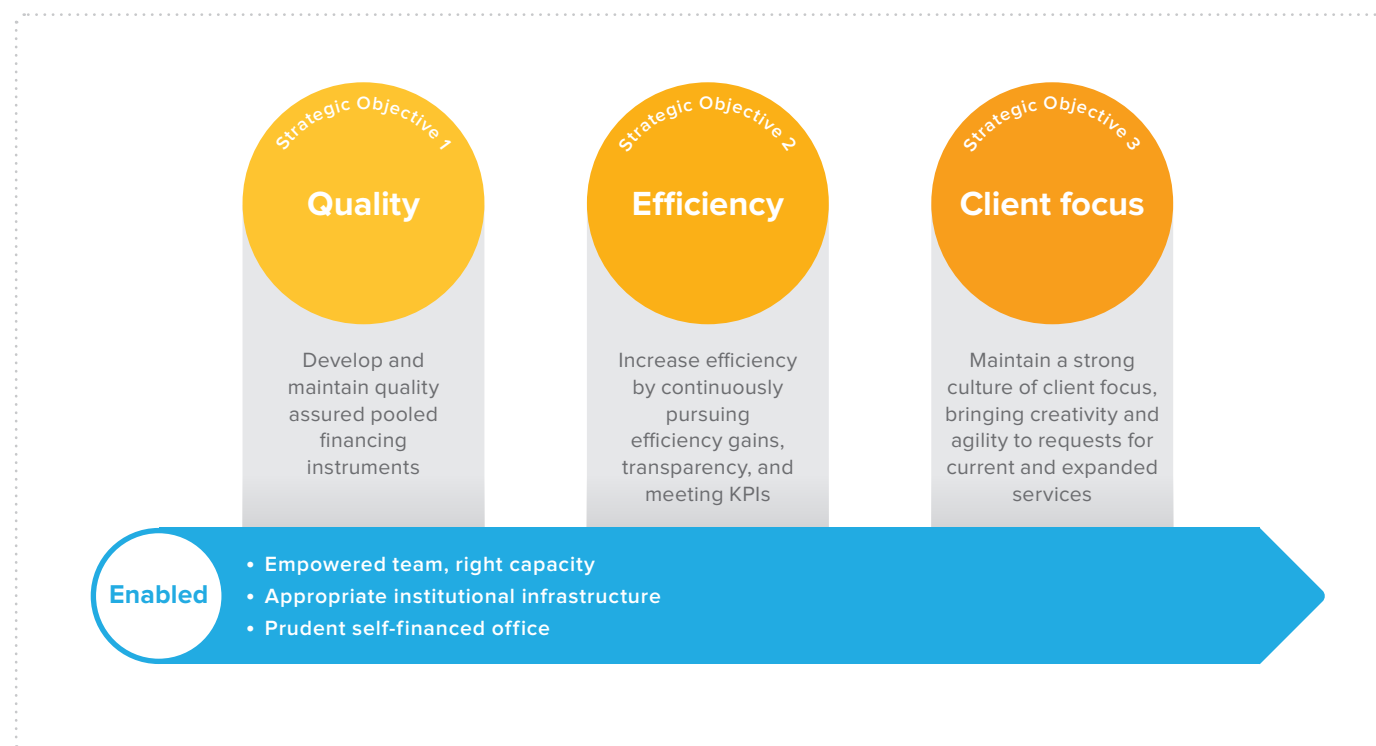 Strategic Objective 1
Quality
Develop and
maintain quality
assured pooled
financing
instruments
Strategic Objective 2
Efficiency
Increase efficiency
by continuously
pursuing
efficiency gains,
transparency, and
meeting KPIs
Strategic Objective 3
Client focus
Maintain a strong
culture of client focus,
bringing creativity and
agility to requests for
current and expanded
services
Enabled
• Empowered team, right capacity
• Appropriate institutional infrastructure
• Prudent self-financed office